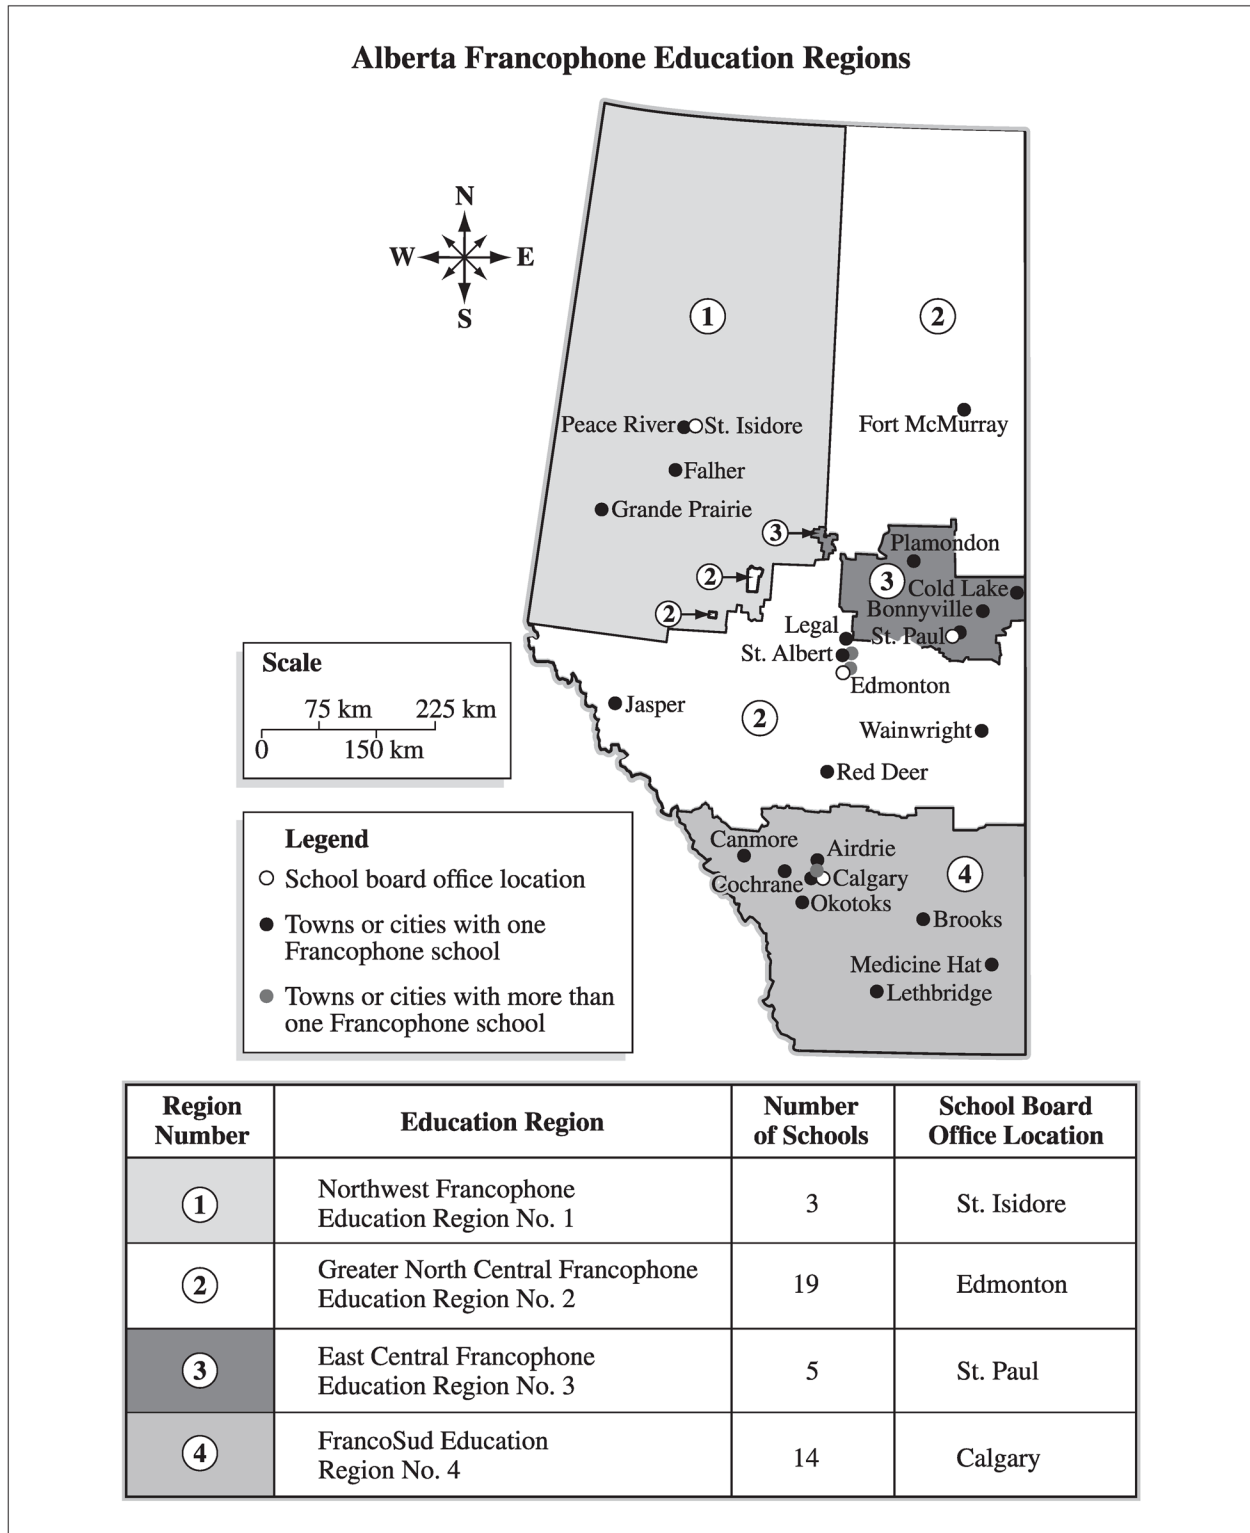 Alberta Francophone Education Regions
N
W
E
S
1
2
Peace River
St. Isidore
Fort McMurray
Falher
Grande Prairie
3
Plamondon
2
3
Cold Lake
Bonnyville
2
Legal
St. Paul
St. Albert
Edmonton
Jasper
2
Wainwright
Red Deer
Scale
75 km
225 km
0
150 km
Canmore
Airdrie
4
Cochrane
Calgary
Okotoks
Brooks
Medicine Hat
Lethbridge
Legend
School board office location
Towns or cities with one
Francophone school
Towns or cities with more than
one Francophone school
Region
Number
Education Region
Number
of Schools
School Board
Office Location
1
Northwest Francophone
Education Region No. 1
3
St. Isidore
2
Greater North Central Francophone
Education Region No. 2
19
Edmonton
3
East Central Francophone
Education Region No. 3
5
St. Paul
4
FrancoSud Education
Region No. 4
14
Calgary